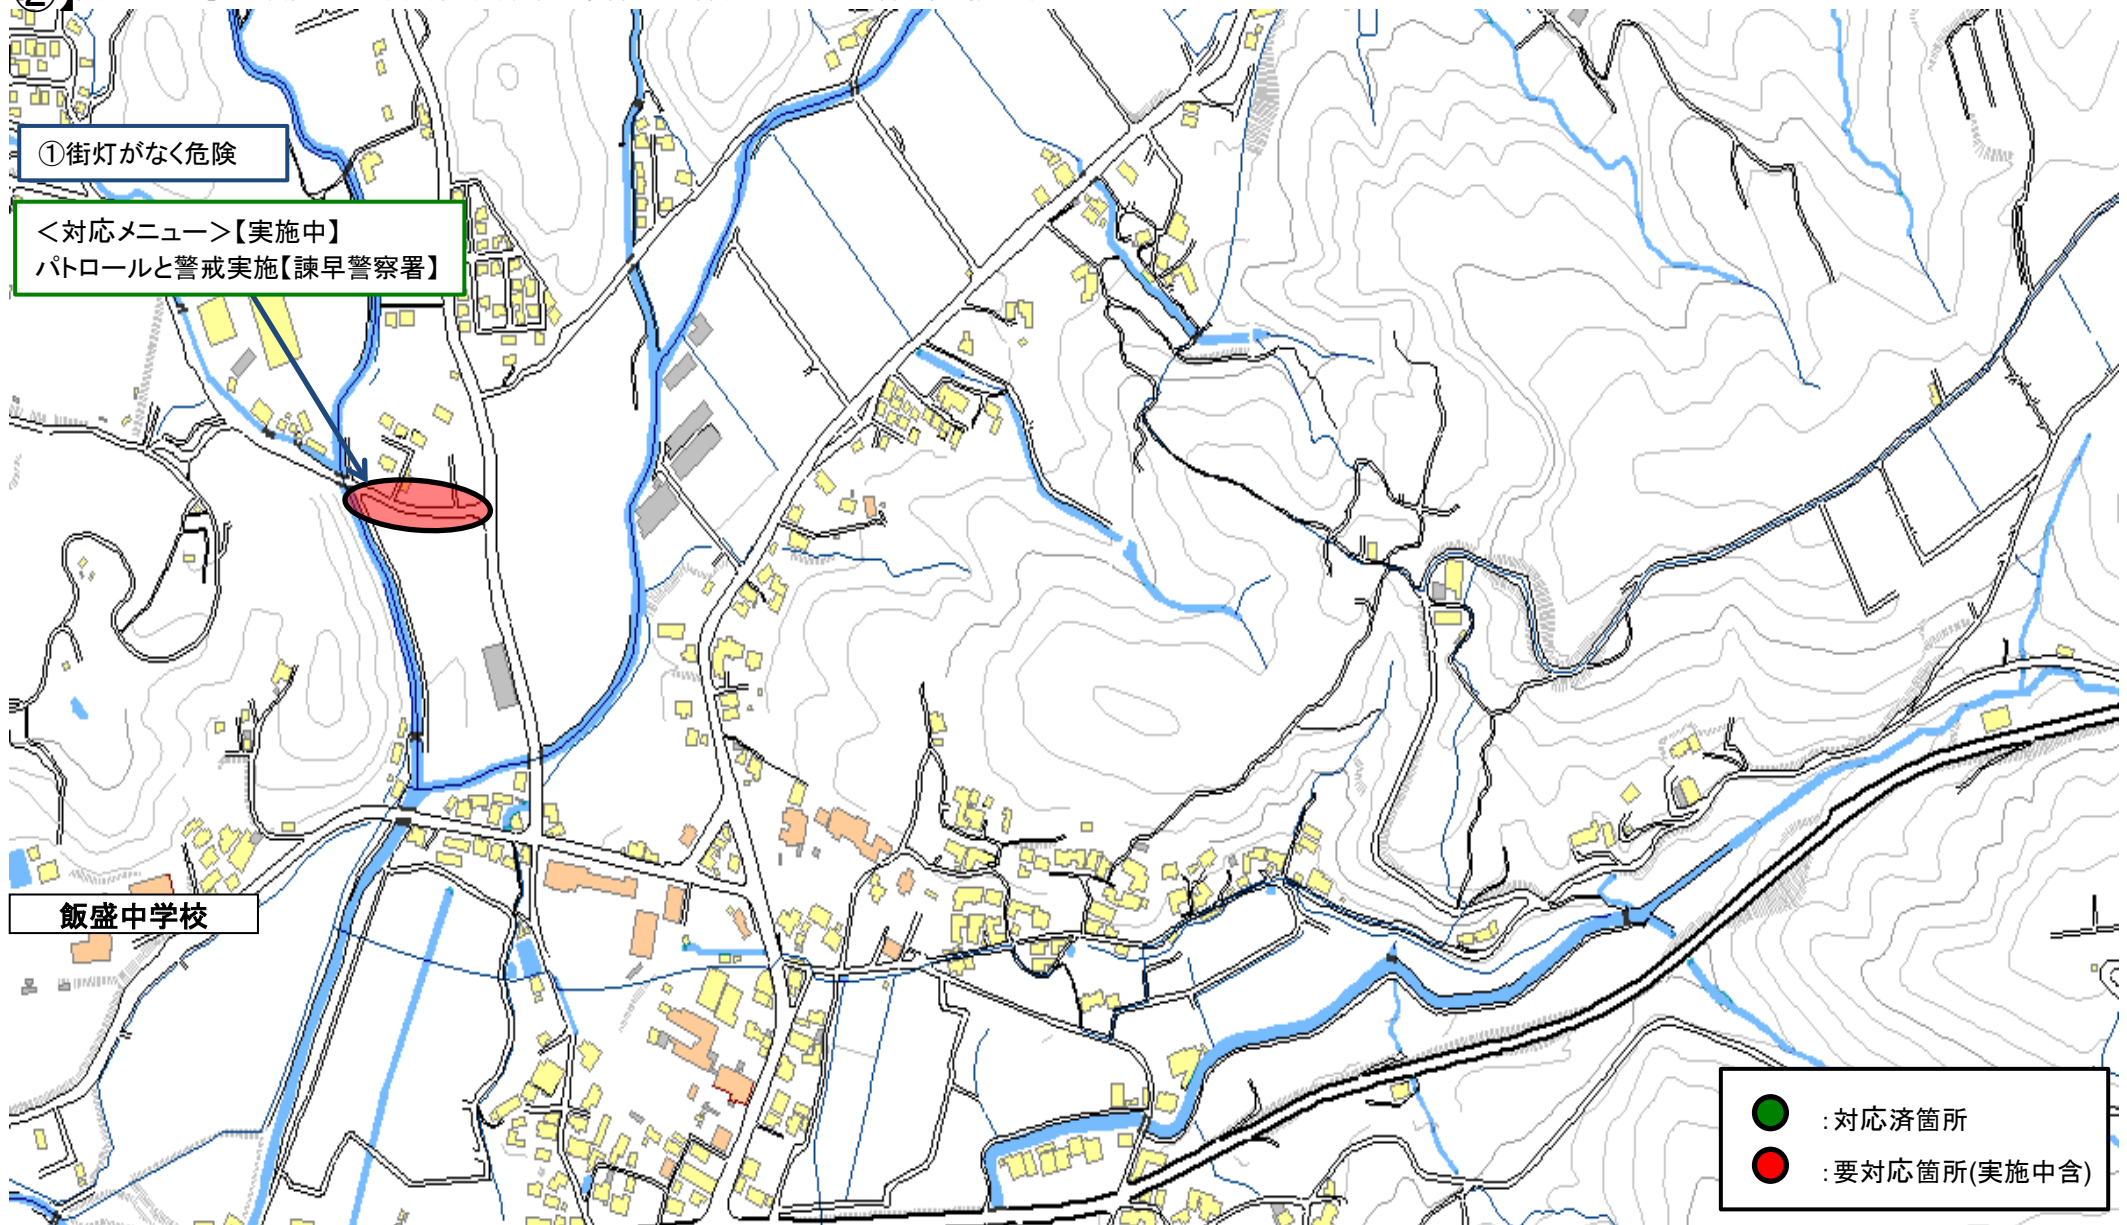 ②】
①街灯がなく危険
＜対応メニュー＞【実施中】
パトロールと警戒実施【諫早警察署】
飯盛中学校
：対応済箇所
：要対応箇所(実施中含)